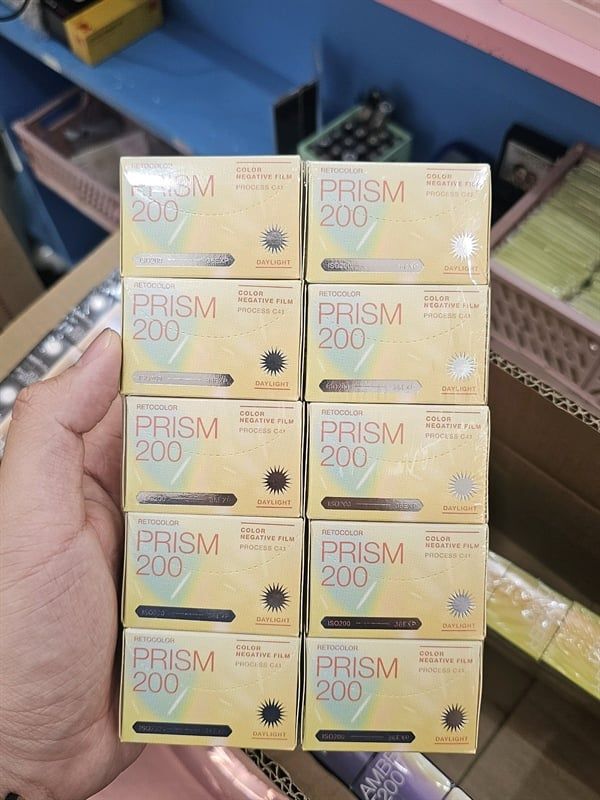 RETOCOLOR
PRISM
200
COLOR
NEGATIVE FILM
PROCESS C41
ISO200 36EXP
DAYLIGHT
RETOCOLOR
PRISM
200
COLOR
NEGATIVE FILM
PROCESS C41
ISO200
DAYLIGHT
RETOCOLOR
PRISM
200
COLOR
NEGATIVE FILM
PROCESS C41
ISO200 36EXP
DAYLIGHT
RETOCOLOR
PRISM
200
COLOR
NEGATIVE FILM
PROCESS C41
ISO200 36EXP
DAYLIGHT
RETOCOLOR
PRISM
200
COLOR
NEGATIVE FILM
PROCESS C41
ISO200 36EXP
DAYLIGHT
RETOCOLOR
PRISM
200
COLOR
NEGATIVE FILM
PROCESS C41
ISO200 36EXP
DAYLIGHT
RETOCOLOR
PRISM
200
COLOR
NEGATIVE FILM
PROCESS C41
ISO200 36EXP
DAYLIGHT
RETOCOLOR
PRISM
200
COLOR
NEGATIVE FILM
PROCESS C41
ISO200 36EXP
DAYLIGHT
RETOCOLOR
PRISM
200
COLOR
NEGATIVE FILM
PROCESS C41
DAYLIGHT
RETOCOLOR
PRISM
200
COLOR
NEGATIVE FILM
PROCESS C41
ISO200 36EXP
DAYLIGHT
200